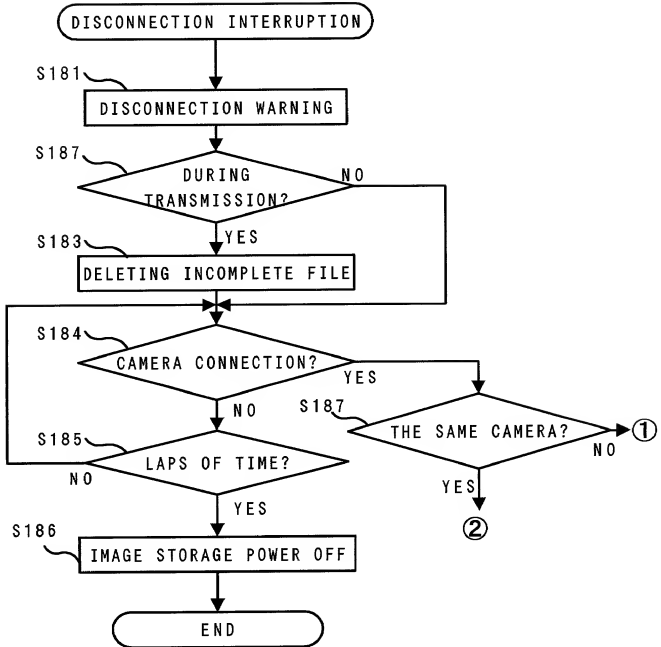 DISCONNECTION INTERRUPTION
S181
DISCONNECTION WARNING
S187
DURING
TRANSMISSION?
NO
YES
S183
DELETING INCOMPLETE FILE
S184
CAMERA CONNECTION?
YES
NO
S187
THE SAME CAMERA?
NO
①
YES
②
S185
LAPS OF TIME?
NO
YES
S186
IMAGE STORAGE POWER OFF
END